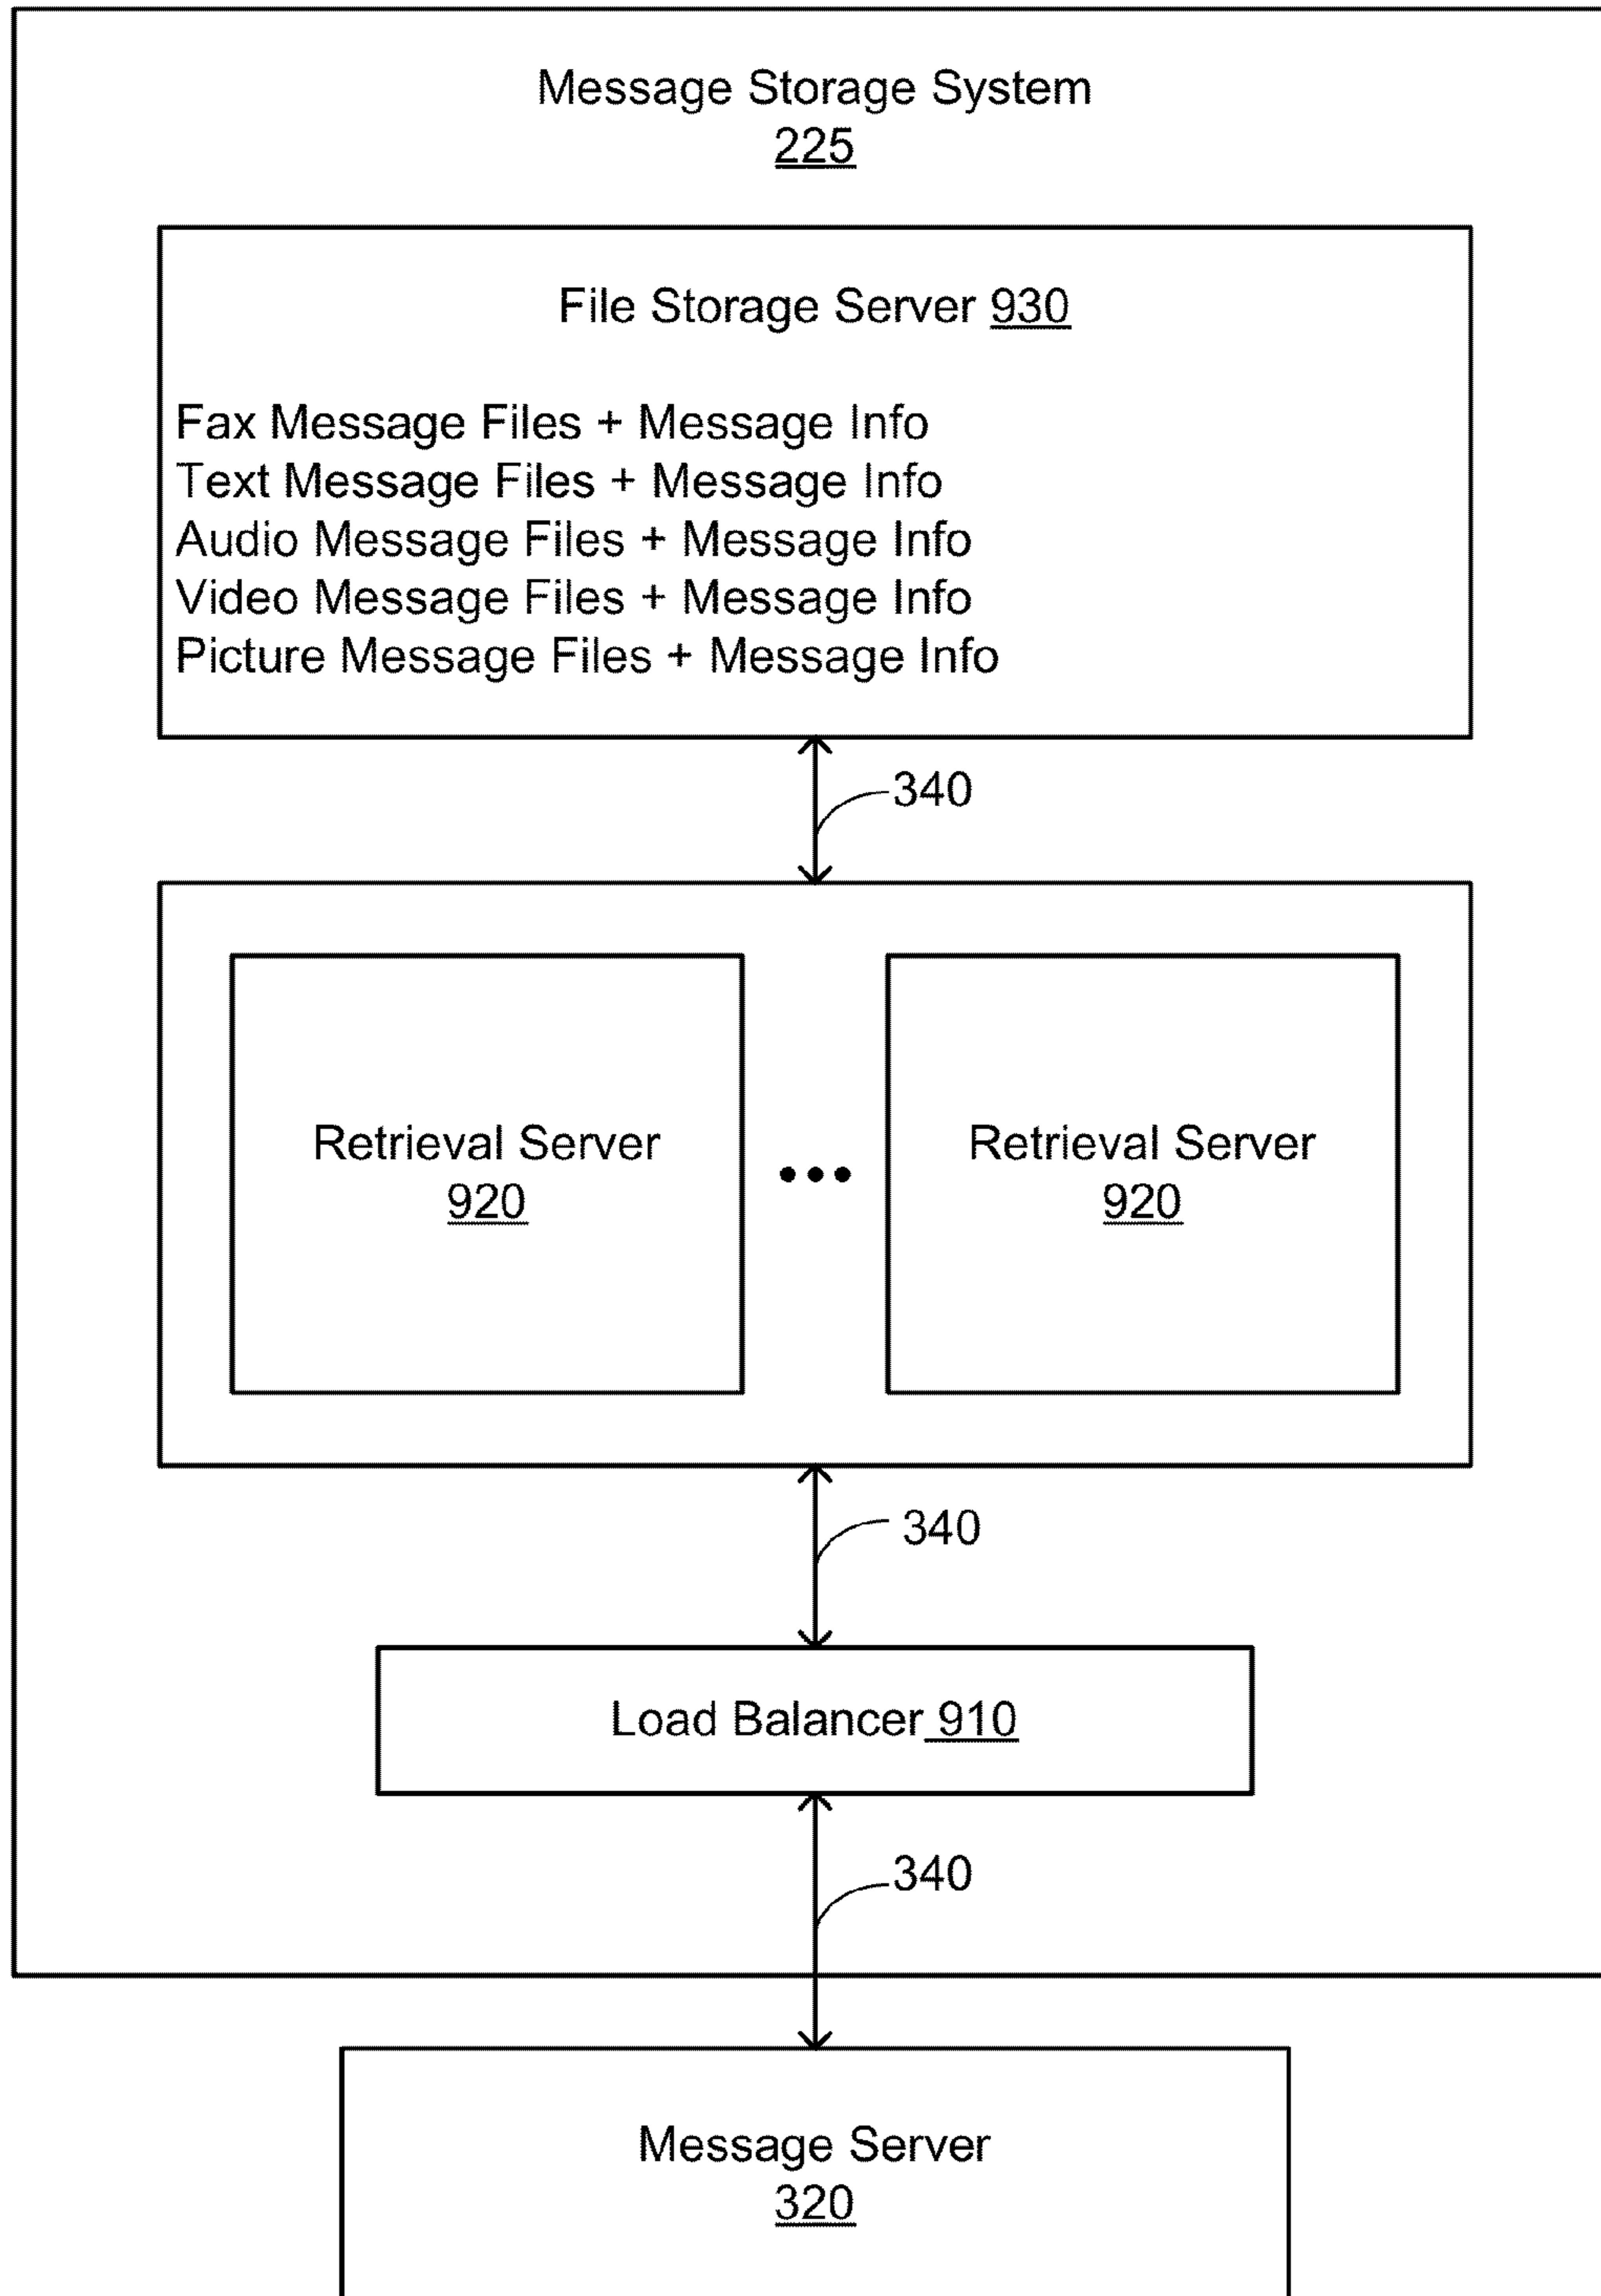 Message Storage System
225
File Storage Server 930
Fax Message Files + Message Info
Text Message Files + Message Info
Audio Message Files + Message Info
Video Message Files + Message Info
Picture Message Files + Message Info
340
Retrieval Server
920
Retrieval Server
920
340
Load Balancer 910
340
Message Server
320